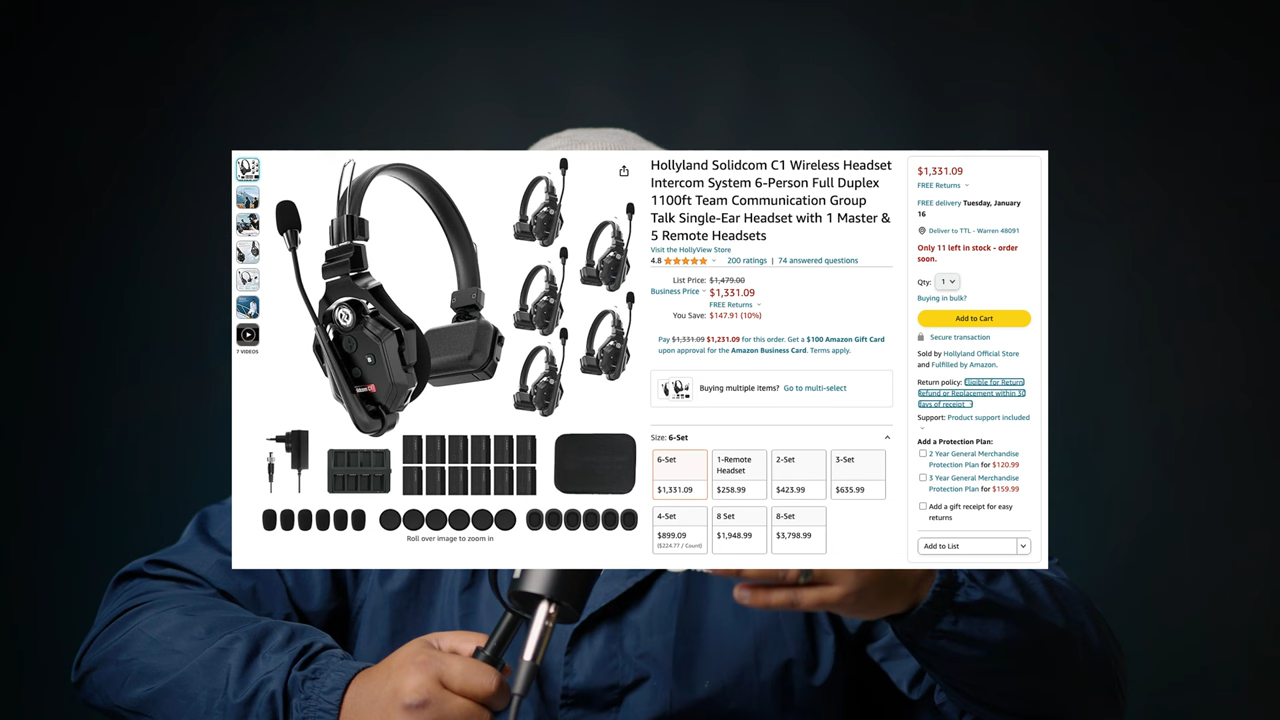 Hollyland Solidcom C1 Wireless Headset
Intercom System 6-Person Full Duplex
1100ft Team Communication Group
Talk Single-Ear Headset with 1 Master &
5 Remote Headsets
Visit the HollyView Store
4.8 200 ratings | 74 answered questions
List Price: $1,479.00
Business Price $1,331.09
FREE Returns
You Save: $147.91 (10%)
Pay $1,331.09 $1,231.09 for this order. Get a $100 Amazon Gift Card
upon approval for the Amazon Business Card. Terms apply.
Buying multiple items? Go to multi-select
Size: 6-Set
6-Set
$1,331.09
1-Remote
Headset
$258.99
2-Set
$423.99
3-Set
$635.99
4-Set
$899.09
($224.77 / Count)
8 Set
$1,948.99
8-Set
$3,798.99
7 VIDEOS
Roll over image to zoom in
$1,331.09
FREE Returns
FREE delivery Tuesday, January
16
Deliver to TTL - Warren 48091
Only 11 left in stock - order
soon.
Qty: 1
Buying in bulk?
Add to Cart
Secure transaction
Sold by Hollyland Official Store
and Fulfilled by Amazon.
Return policy: Eligible for Return,
Refund or Replacement within 30
days of receipt
Support: Product support included
Add a Protection Plan:
2 Year General Merchandise
Protection Plan for $120.99
3 Year General Merchandise
Protection Plan for $159.99
Add a gift receipt for easy
returns
Add to List